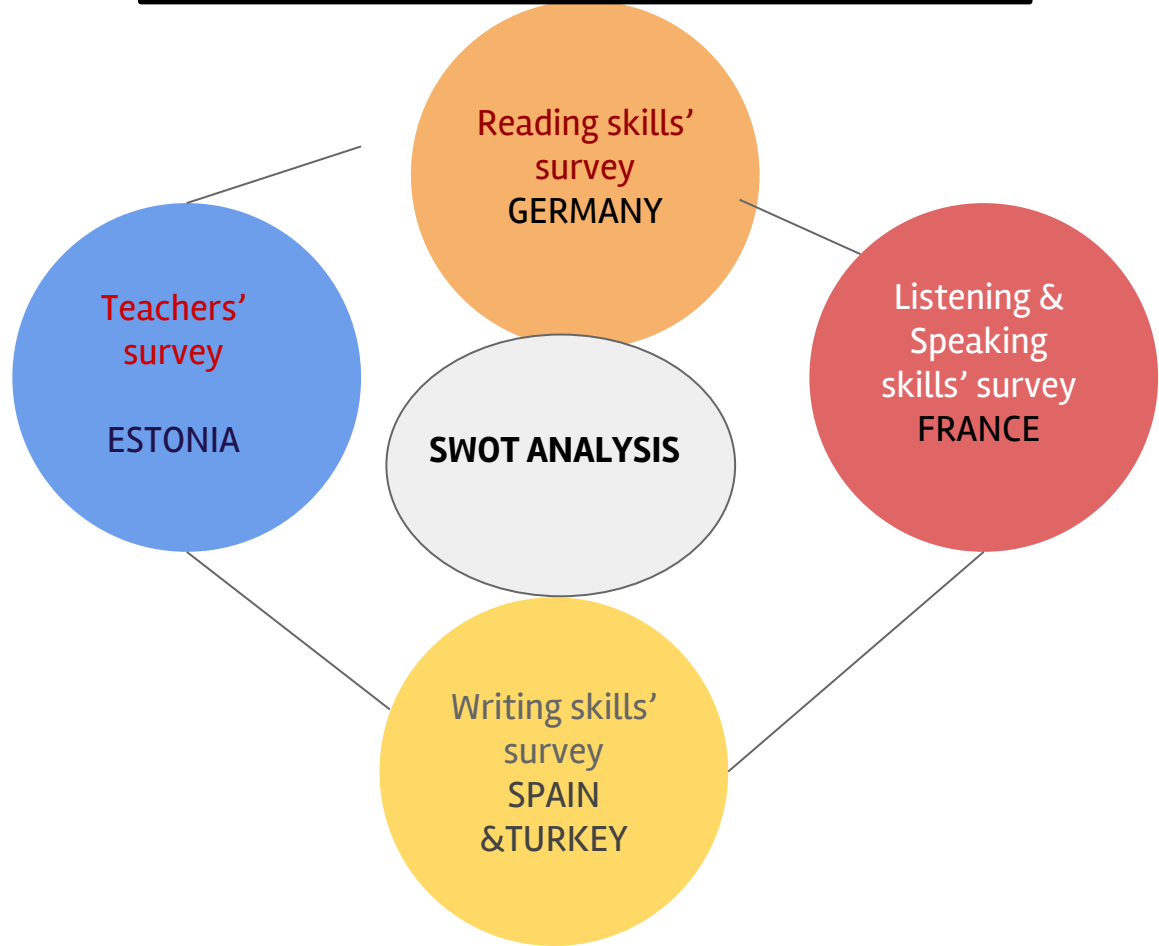 Reading skills’
survey
GERMANY
Teachers’
survey
ESTONIA
Listening &
Speaking
skills’ survey
FRANCE
SWOT ANALYSIS
Writing skills’
survey
SPAIN
&TURKEY